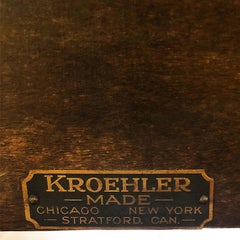 KROEHLER
— MADE —
CHICAGO NEW YORK
— STRATFORD, CAN. —